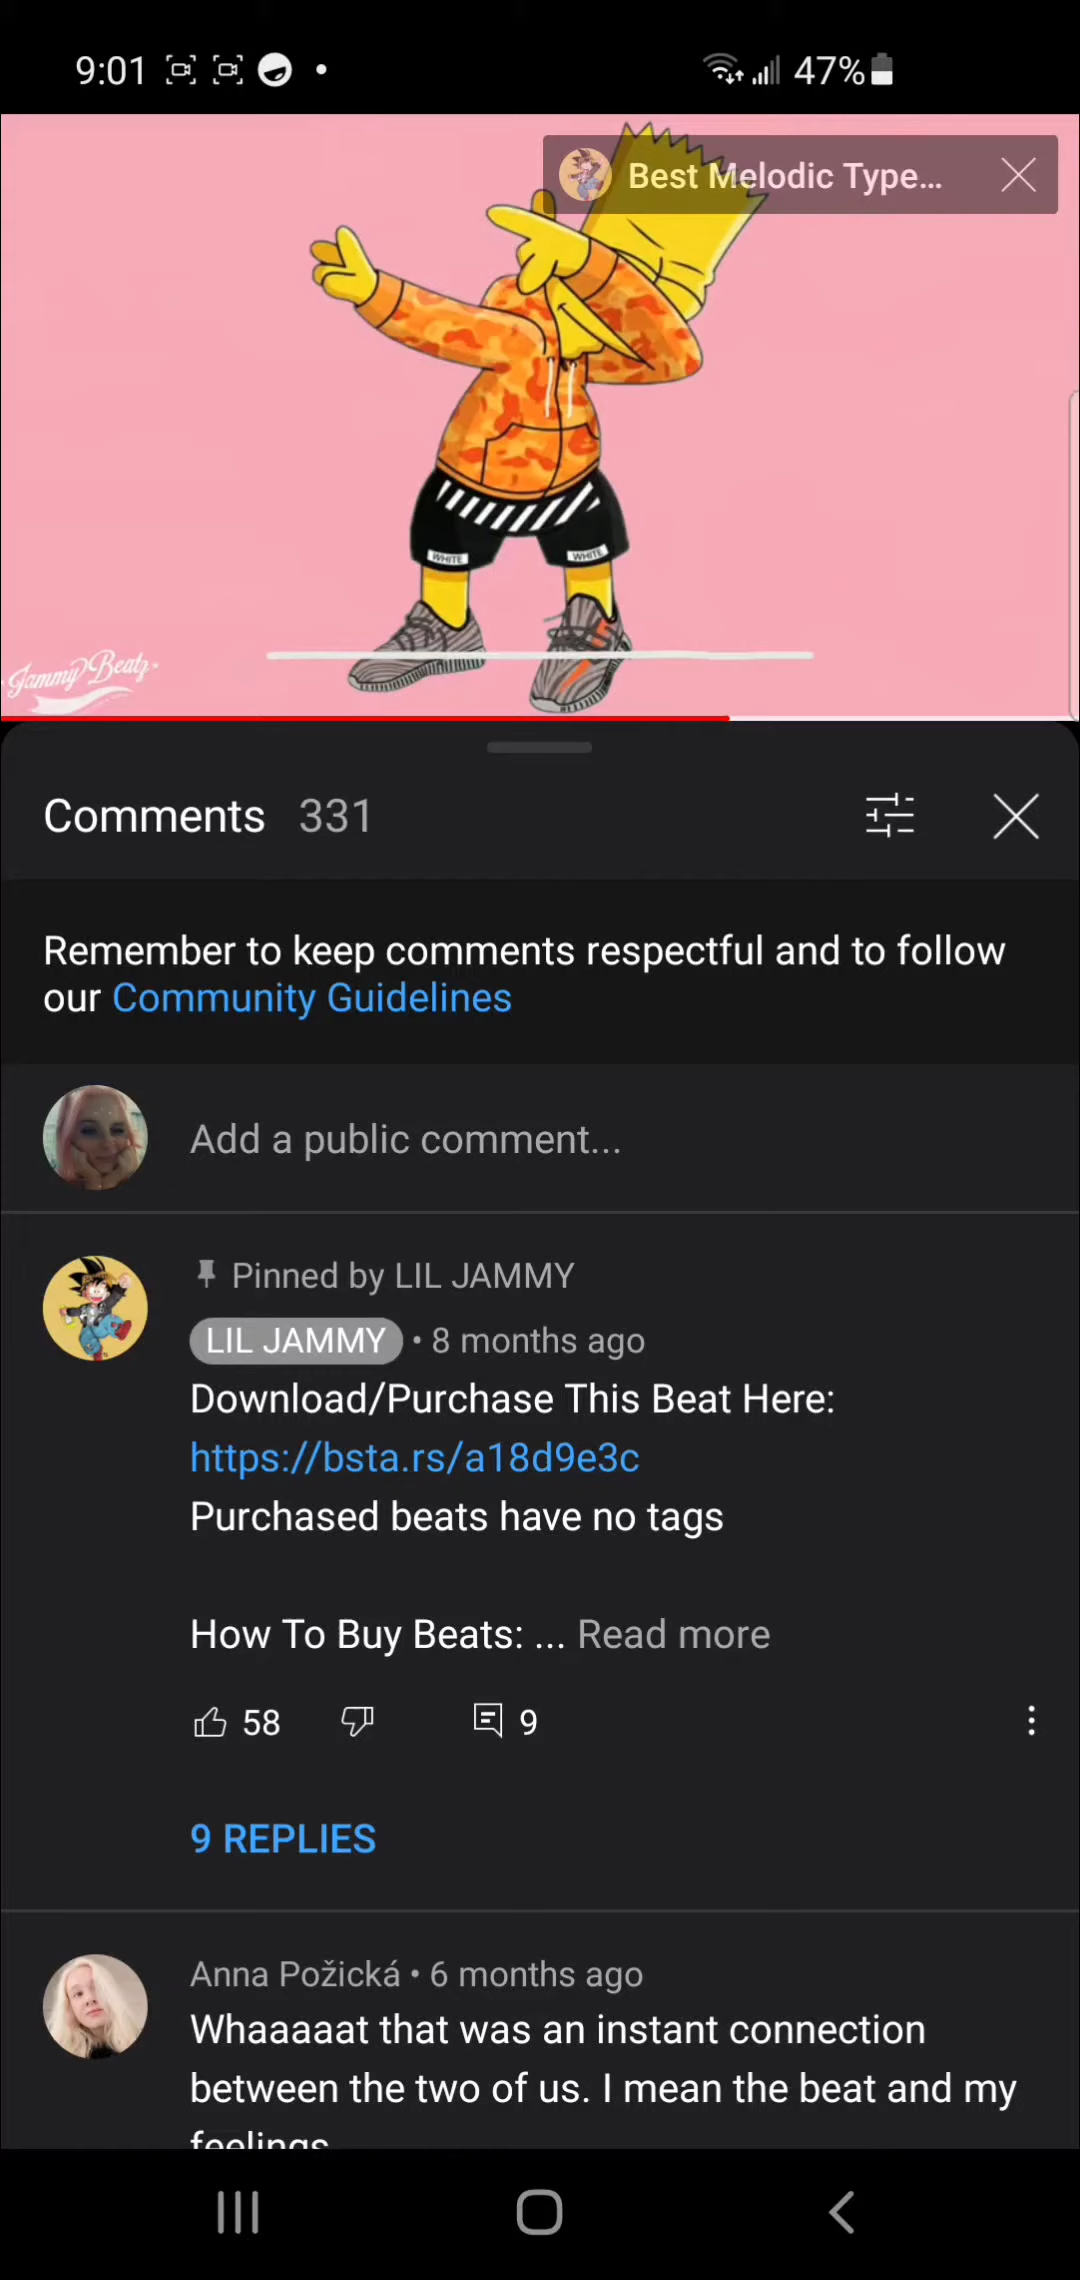 9:01
47%
Best Melodic Type...
WHITE
WHITE
Jammy Beatz
Comments 331
Remember to keep comments respectful and to follow
our Community Guidelines
Add a public comment...
Pinned by LIL JAMMY
LIL JAMMY • 8 months ago
Download/Purchase This Beat Here:
https://bsta.rs/a18d9e3c
Purchased beats have no tags
How To Buy Beats: ... Read more
58
9
9 REPLIES
Anna Požická • 6 months ago
Whaaaaat that was an instant connection
between the two of us. I mean the beat and my
feelings